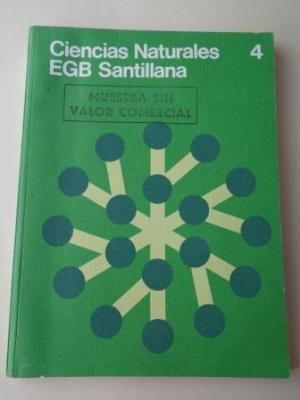 Ciencias Naturales 4
EGB Santillana
MUESTRA SIN
VALOR COMERCIAL